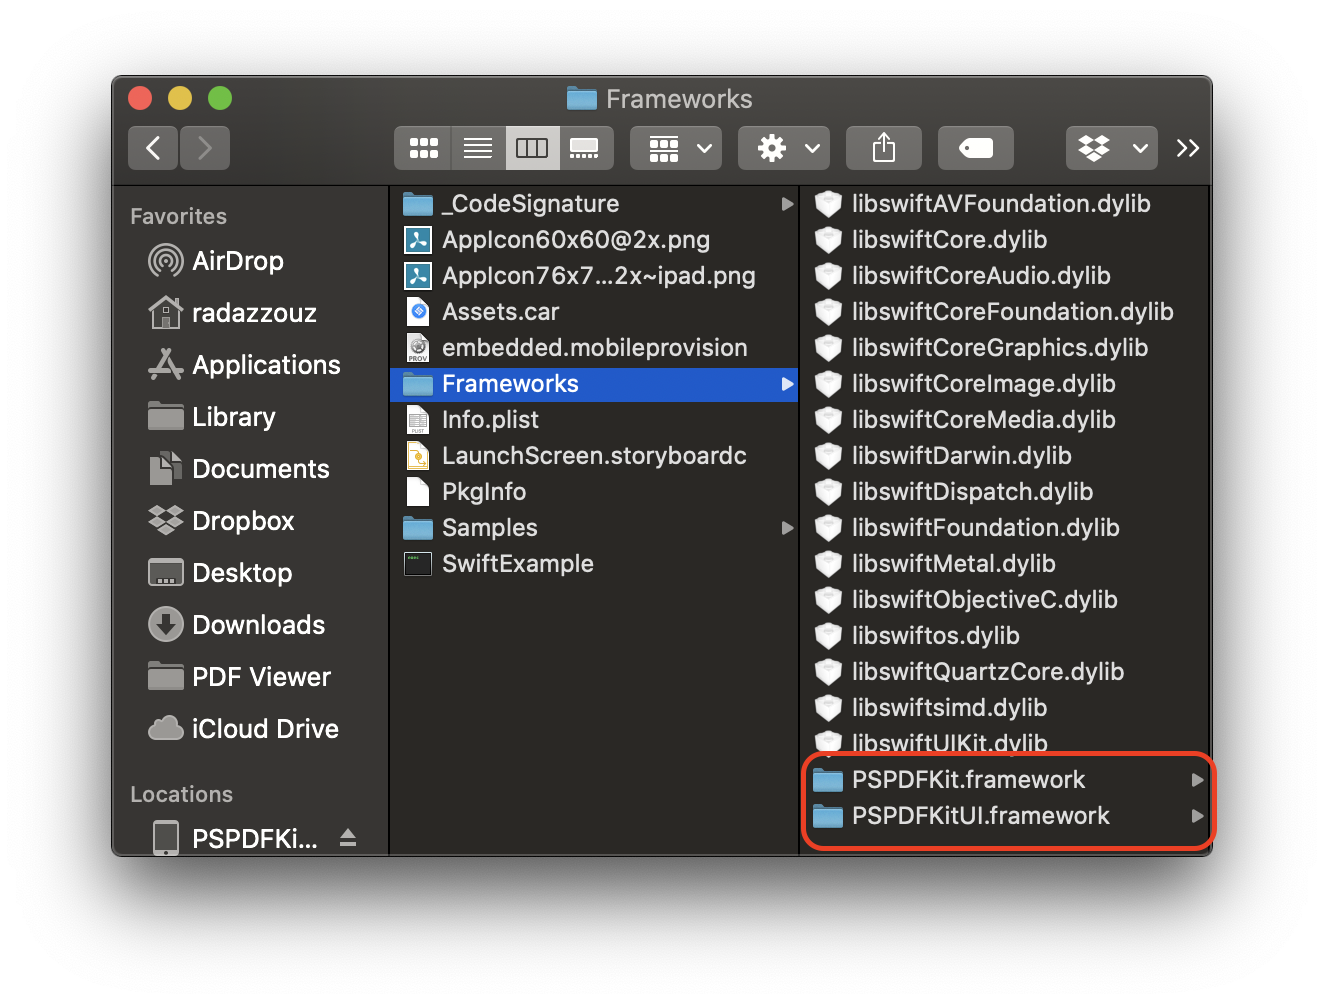 Frameworks
Favorites
AirDrop
radazzouz
Applications
Library
Documents
Dropbox
Desktop
Downloads
PDF Viewer
iCloud Drive
Locations
PSPDFKi...
_CodeSignature
AppIcon60x60@2x.png
AppIcon76x7...2x~ipad.png
Assets.car
embedded.mobileprovision
PROV
Frameworks
Info.plist
PLIST
LaunchScreen.storyboardc
PkgInfo
Samples
SwiftExample
exec
libswiftAVFoundation.dylib
libswiftCore.dylib
libswiftCoreAudio.dylib
libswiftCoreFoundation.dylib
libswiftCoreGraphics.dylib
libswiftCoreImage.dylib
libswiftCoreMedia.dylib
libswiftDarwin.dylib
libswiftDispatch.dylib
libswiftFoundation.dylib
libswiftMetal.dylib
libswiftObjectiveC.dylib
libswiftos.dylib
libswiftQuartzCore.dylib
libswiftsimd.dylib
libswiftUIKit.dylib
PSPDFKit.framework
PSPDFKitUI.framework